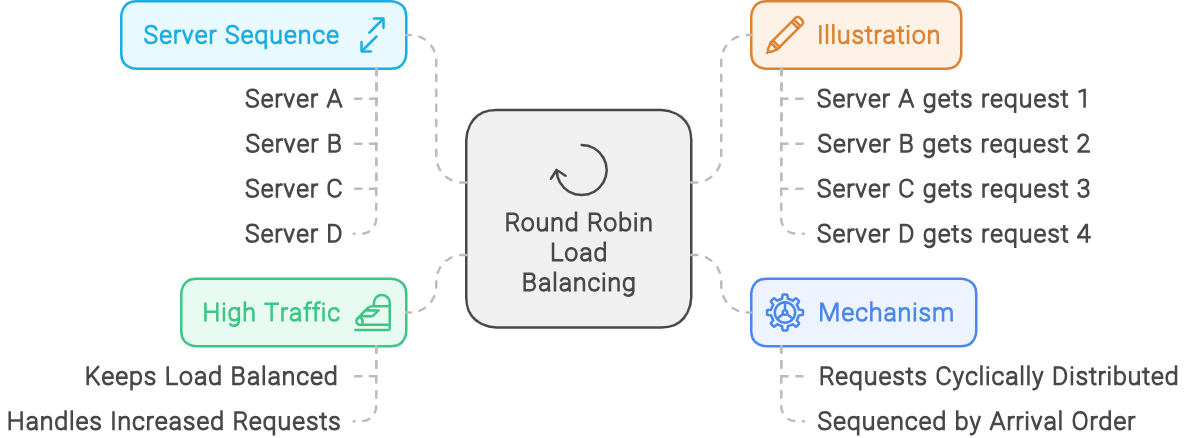 Server Sequence
Server A
Server B
Server C
Server D
High Traffic
Keeps Load Balanced
Handles Increased Requests
Round Robin
Load
Balancing
Illustration
Server A gets request 1
Server B gets request 2
Server C gets request 3
Server D gets request 4
Mechanism
Requests Cyclically Distributed
Sequenced by Arrival Order